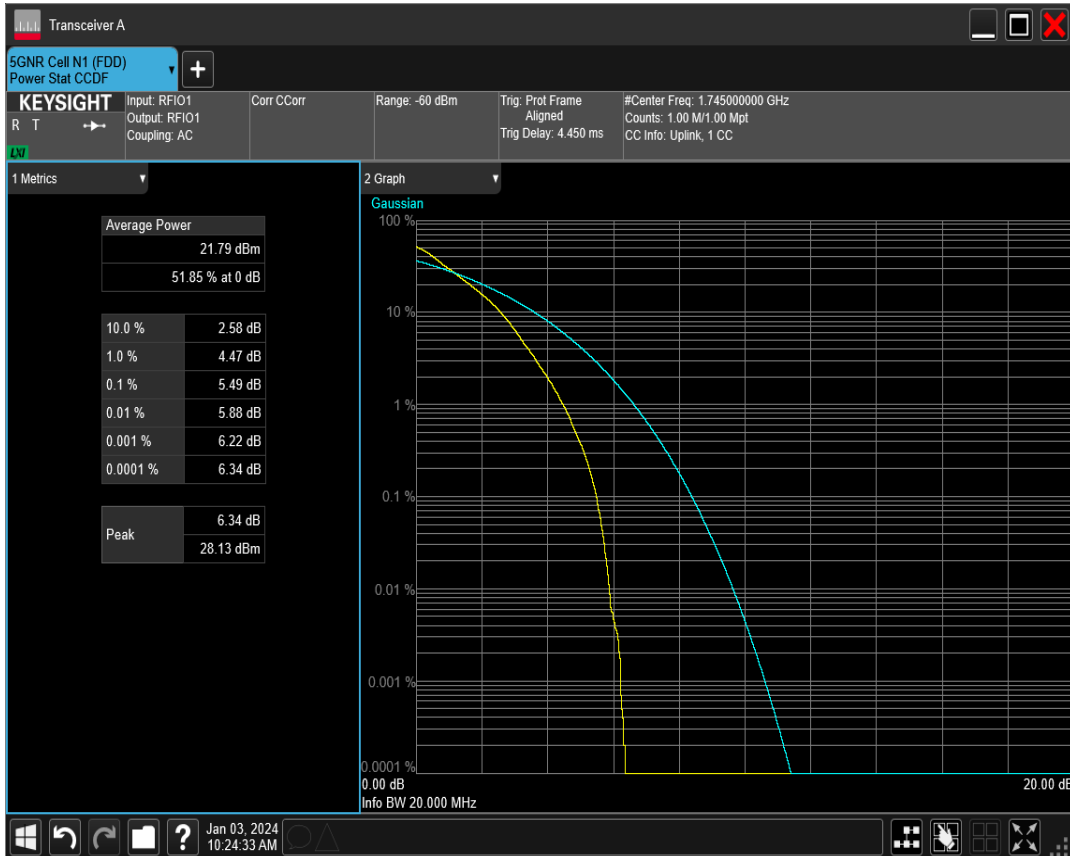 Transceiver A
5GNR Cell N1 (FDD)
Power Stat CCDF
KEYSIGHT
R T
LXI
Input: RFIO1
Output: RFIO1
Coupling: AC
Corr CCorr
Range: -60 dBm
Trig: Prot Frame
Aligned
Trig Delay: 4.450 ms
#Center Freq: 1.745000000 GHz
Counts: 1.00 M/1.00 Mpt
CC Info: Uplink, 1 CC
1 Metrics
Average Power
21.79 dBm
51.85 % at 0 dB
10.0 % 2.58 dB
1.0 % 4.47 dB
0.1 % 5.49 dB
0.01 % 5.88 dB
0.001 % 6.22 dB
0.0001 % 6.34 dB
Peak
6.34 dB
28.13 dBm
2 Graph
Gaussian
100 %
10 %
1 %
0.1 %
0.01 %
0.001 %
0.0001 %
0.00 dB 20.00 dB
Info BW 20.000 MHz
?
Jan 03, 2024
10:24:33 AM